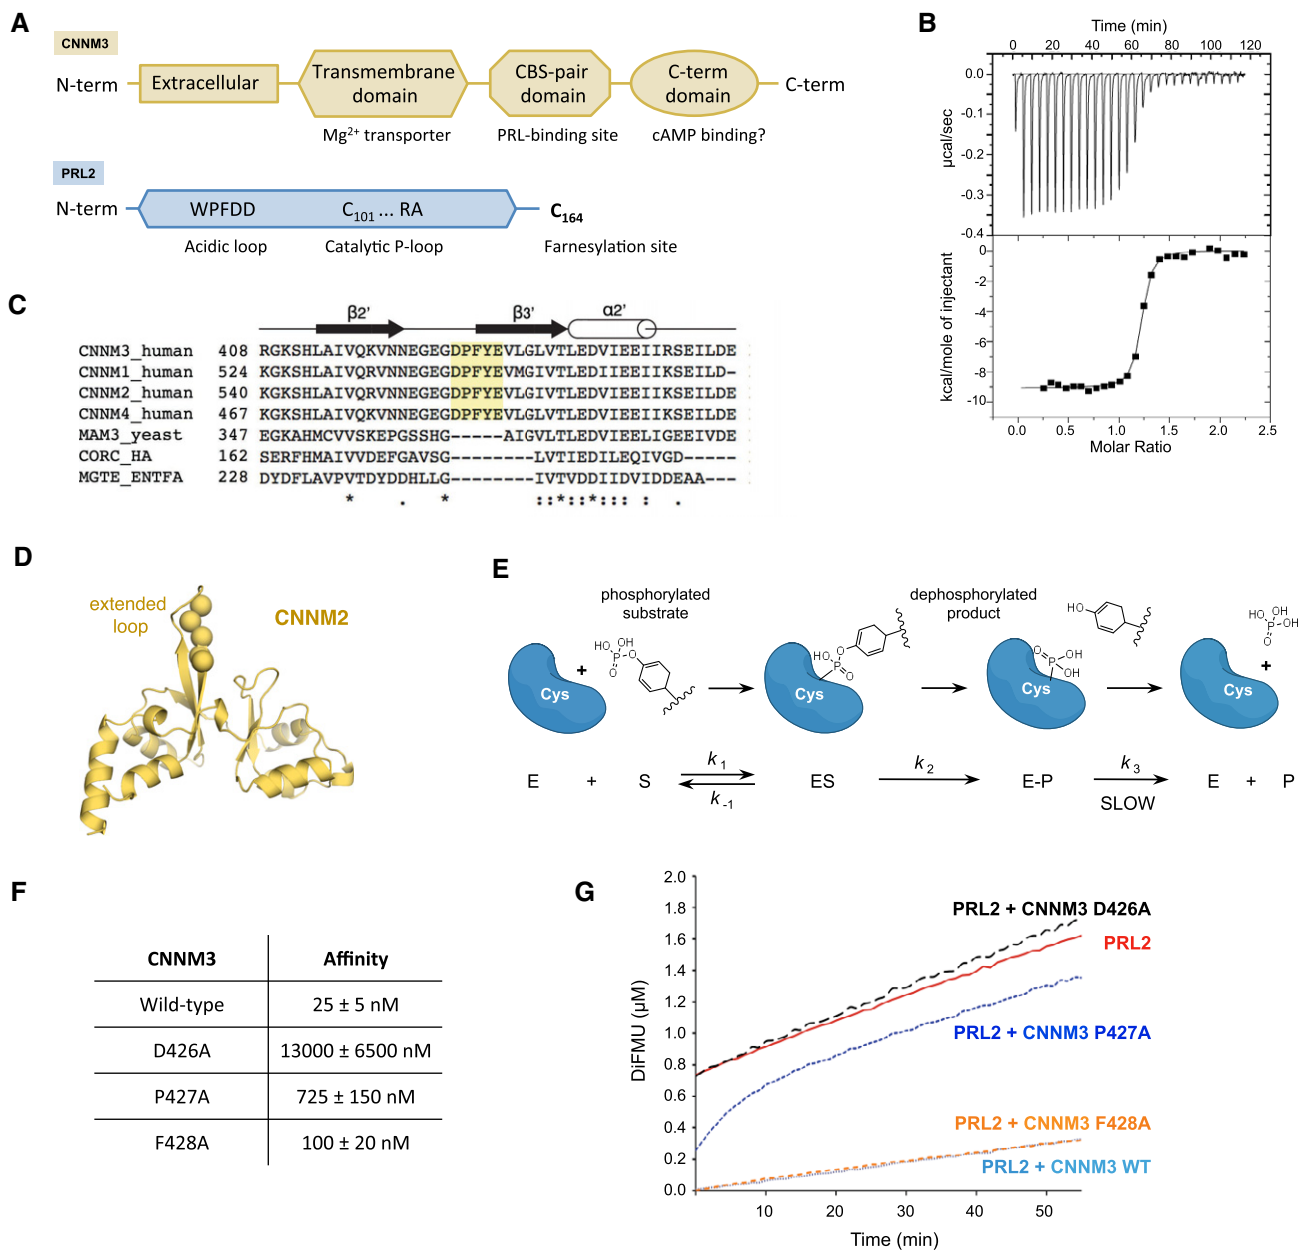 A
CNNM3
N-term
Extracellular
Transmembrane
domain
CBS-pair
domain
C-term
domain
C-term
Mg²⁺ transporter
PRL-binding site
cAMP binding?
PRL2
N-term
WPFDD
C₁₀₁ ... RA
C₁₆₄
Acidic loop
Catalytic P-loop
Farnesylation site
B
Time (min)
0 20 40 60 80 100 120
0.0
-0.1
-0.2
-0.3
-0.4
µcal/sec
0
-2
-4
-6
-8
-10
kcal/mole of injectant
0.0 0.5 1.0 1.5 2.0 2.5
Molar Ratio
C
β2' β3' α2'
CNNM3_human 408 RGKSHLAIVQKVNNEGEGDPFYEVLGLVTLEDVIEEIIRSEILDE
CNNM1_human 524 KGKSHLAIVQRVNNEGEGDPFYEVMGIVTLEDIIEEIIKSEILD-
CNNM2_human 540 KGKSHLAIVQRVNNEGEGDPFYEVLGIVTLEDVIEEIIKSEILDE
CNNM4_human 467 KGKSHLAIVQKVNNEGEGDPFYEVLGLVTLEDVIEEIIKSEILDE
MAM3_yeast 347 EGKAHMCVVSKEPGSSHG-----AIGVLTLEDVIEELIGEEIVDE
CORC_HA 162 SERFHMAIVVDEFGAVSG--------LVTIEDILEQIVGD-----
MGTE_ENTFA 228 DYDFLAVPVTDYDDHLLG--------IVTVDDIIDVIDDEAA---
* . * ::*::*::: : .
D
extended
loop
CNNM2
E
phosphorylated
substrate
dephosphorylated
product
Cys
+
HO OH
P
O
O
Cys
HO
P
O
O
Cys
O
P
OH
OH
HO
Cys
+
O
HO
P
OH
OH
E + S
k₁
k₋₁
ES
k₂
E-P
k₃
SLOW
E + P
F
CNNM3 Affinity
Wild-type 25 ± 5 nM
D426A 13000 ± 6500 nM
P427A 725 ± 150 nM
F428A 100 ± 20 nM
G
2.0
1.8
1.6
1.4
1.2
1.0
0.8
0.6
0.4
0.2
0.0
DiFMU (µM)
PRL2 + CNNM3 D426A
PRL2
PRL2 + CNNM3 P427A
PRL2 + CNNM3 F428A
PRL2 + CNNM3 WT
10 20 30 40 50
Time (min)